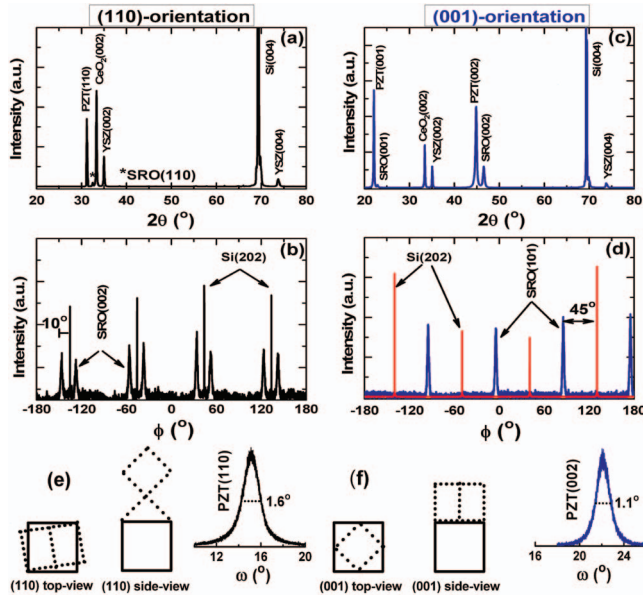 (110)-orientation
(001)-orientation
(a)
Intensity (a.u.)
PZT(110)
CeO₂(002)
YSZ(002)
*
*SRO(110)
Si(004)
YSZ(004)
20 30 40 50 60 70 80
2θ (°)
(c)
Intensity (a.u.)
PZT(001)
SRO(001)
CeO₂(002)
YSZ(002)
PZT(002)
SRO(002)
Si(004)
YSZ(004)
20 30 40 50 60 70 80
2θ (°)
(b)
Intensity (a.u.)
10°
SRO(002)
Si(202)
-180 -120 -60 0 60 120 180
ϕ (°)
(d)
Intensity (a.u.)
Si(202)
SRO(101)
45°
-180 -120 -60 0 60 120 180
ϕ (°)
(e)
(110) top-view
(110) side-view
PZT(110)
1.6°
12 16 20
ω (°)
(f)
(001) top-view
(001) side-view
PZT(002)
1.1°
16 20 24
ω (°)